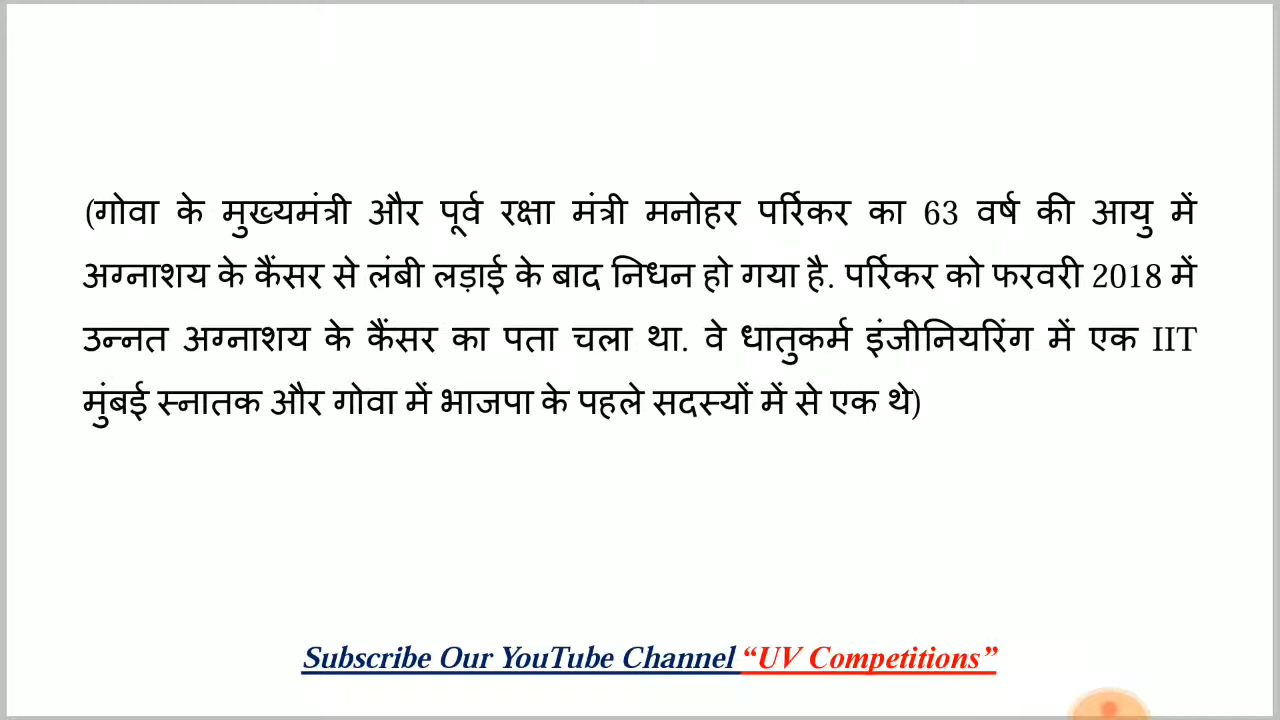 (गोवा के मुख्यमंत्री और पूर्व रक्षा मंत्री मनोहर पर्रिकर का 63 वर्ष की आयु में
अग्नाशय के कैंसर से लंबी लड़ाई के बाद निधन हो गया है. पर्रिकर को फरवरी 2018 में
उन्नत अग्नाशय के कैंसर का पता चला था. वे धातुकर्म इंजीनियरिंग में एक IIT
मुंबई स्नातक और गोवा में भाजपा के पहले सदस्यों में से एक थे)
Subscribe Our YouTube Channel “UV Competitions”